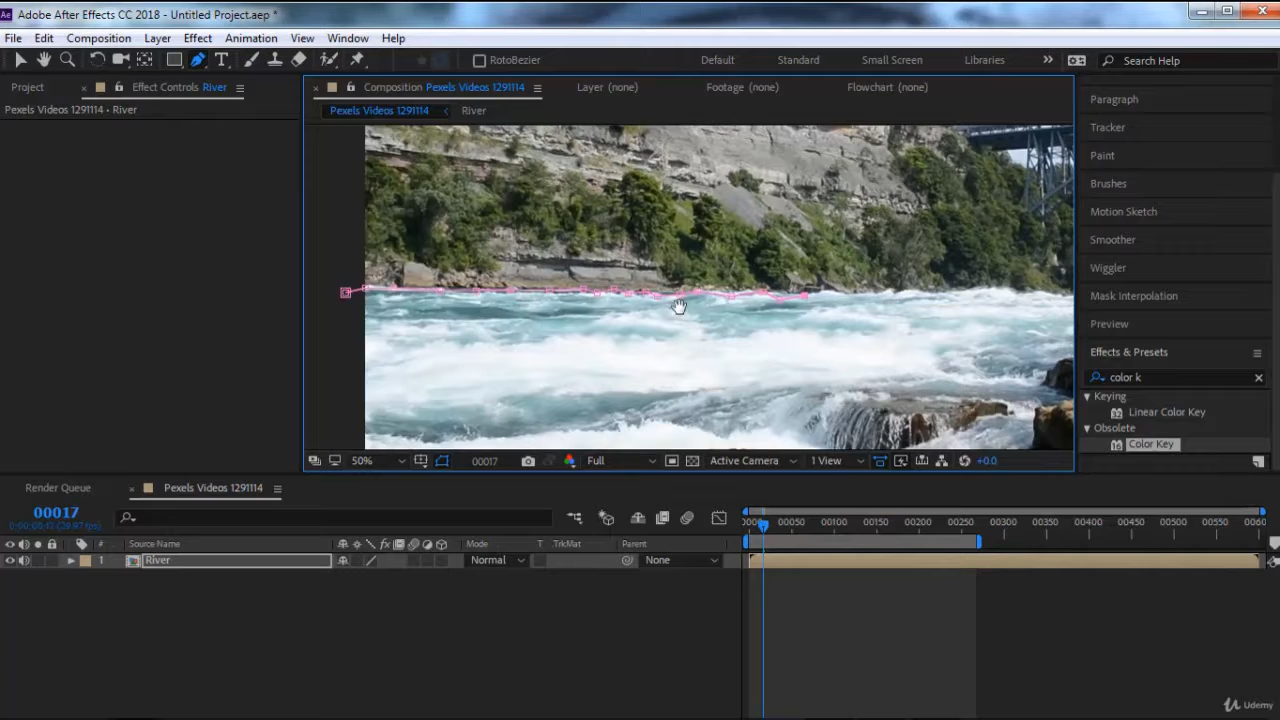 Adobe After Effects CC 2018 - Untitled Project.aep *
File Edit Composition Layer Effect Animation View Window Help
RotoBezier Default Standard Small Screen Libraries Search Help
Project Effect Controls River Composition Pexels Videos 1291114 Layer (none) Footage (none) Flowchart (none)
Pexels Videos 1291114 • River
Pexels Videos 1291114 River
Paragraph
Tracker
Paint
Brushes
Motion Sketch
Smoother
Wiggler
Mask Interpolation
Preview
Effects & Presets
color k
Keying
Linear Color Key
Obsolete
Color Key
50% 00017 Full Active Camera 1 View +0.0
Render Queue Pexels Videos 1291114
00017
(29.97 fps)
00050 00100 00150 00200 00250 00300 00350 00400 00450 00500 00550
# Source Name Mode T .TrkMat Parent
1 River Normal None
Udemy